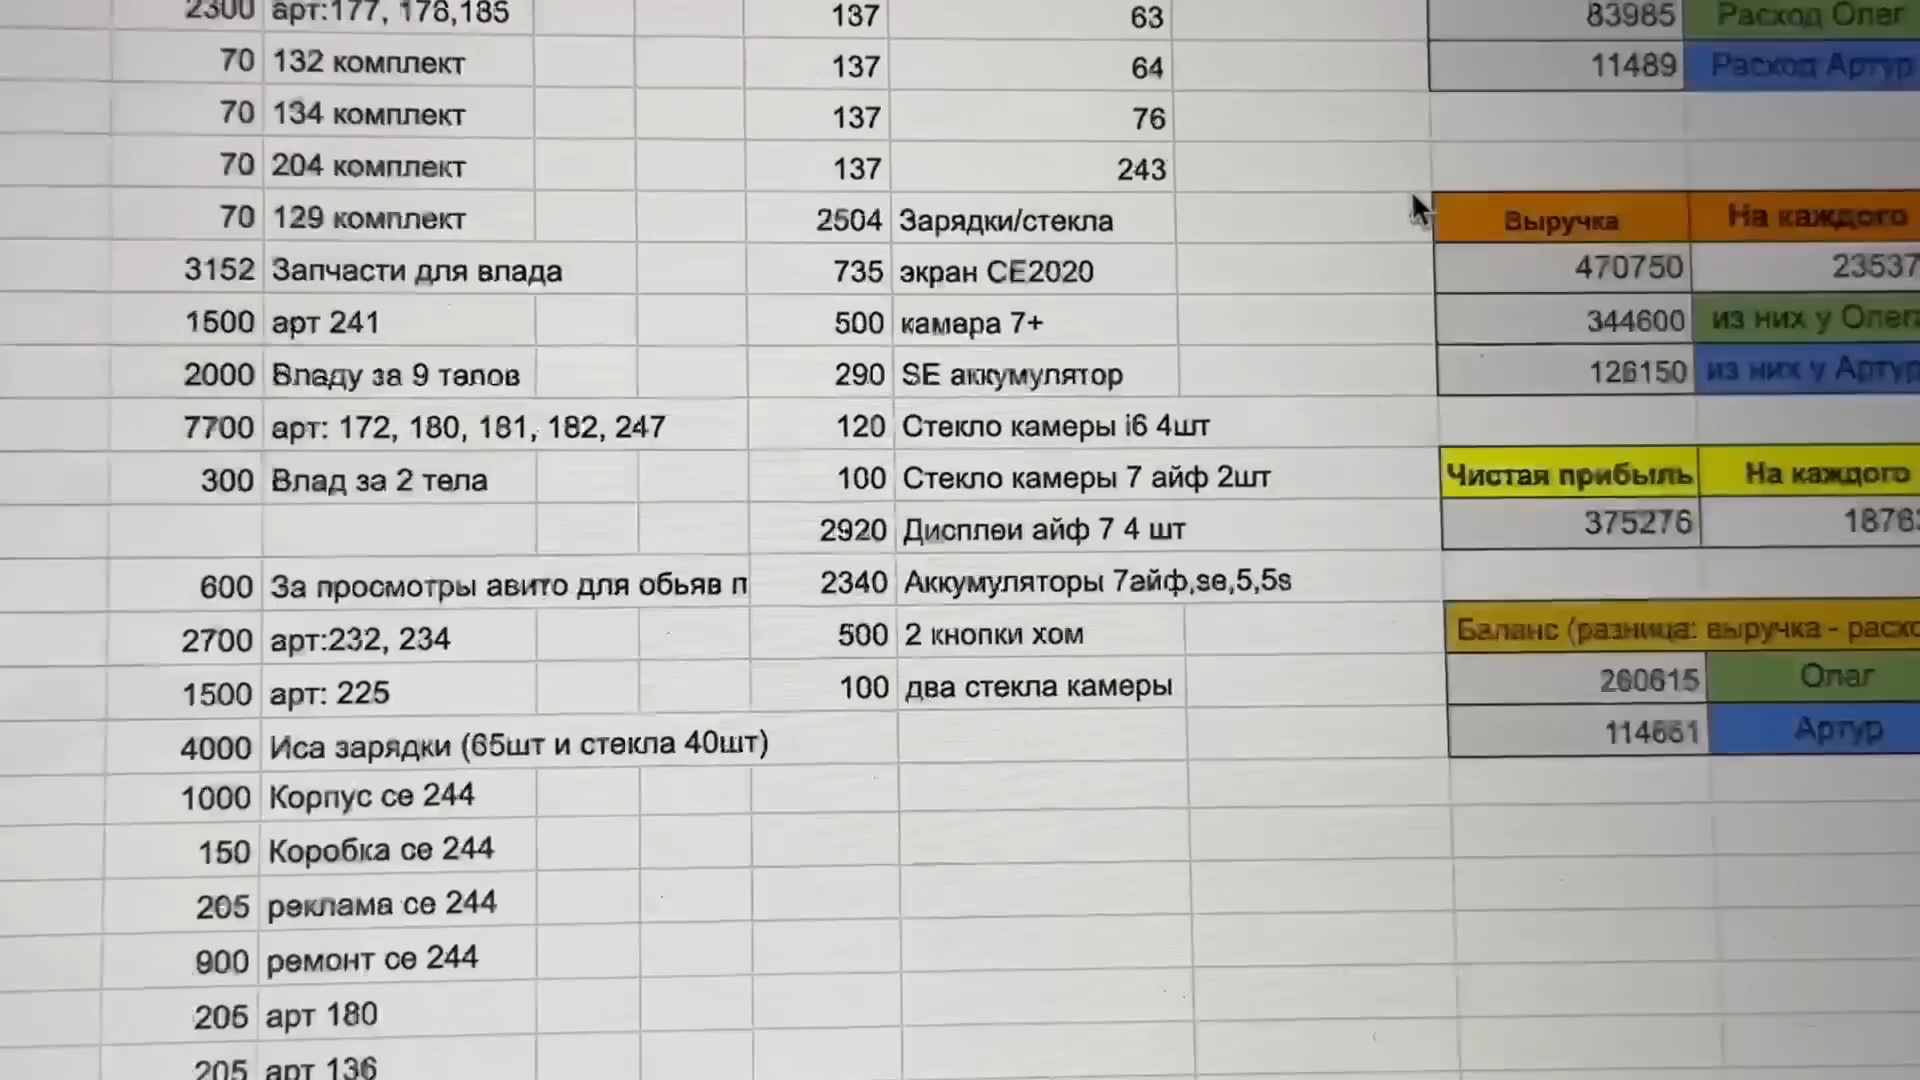 2300 арт:177, 178,185 137 63 83985 Расход Олег
70 132 комплект 137 64 11489 Расход Артур
70 134 комплект 137 76
70 204 комплект 137 243
70 129 комплект 2504 Зарядки/стекла Выручка На каждого
3152 Запчасти для влада 735 экран СЕ2020 470750 23537
1500 арт 241 500 камера 7+ 344600 из них у Олега
2000 Владу за 9 телов 290 SE аккумулятор 126150 из них у Артур
7700 арт: 172, 180, 181, 182, 247 120 Стекло камеры i6 4шт
300 Влад за 2 тела 100 Стекло камеры 7 айф 2шт Чистая прибыль На каждого
2920 Дисплеи айф 7 4 шт 375276 1876
600 За просмотры авито для обьяв п 2340 Аккумуляторы 7айф,se,5,5s
2700 арт:232, 234 500 2 кнопки хом Баланс (разница: выручка - расхо
1500 арт: 225 100 два стекла камеры 260615 Олег
4000 Иса зарядки (65шт и стекла 40шт) 114661 Артур
1000 Корпус се 244
150 Коробка се 244
205 реклама се 244
900 ремонт се 244
205 арт 180
205 арт 136